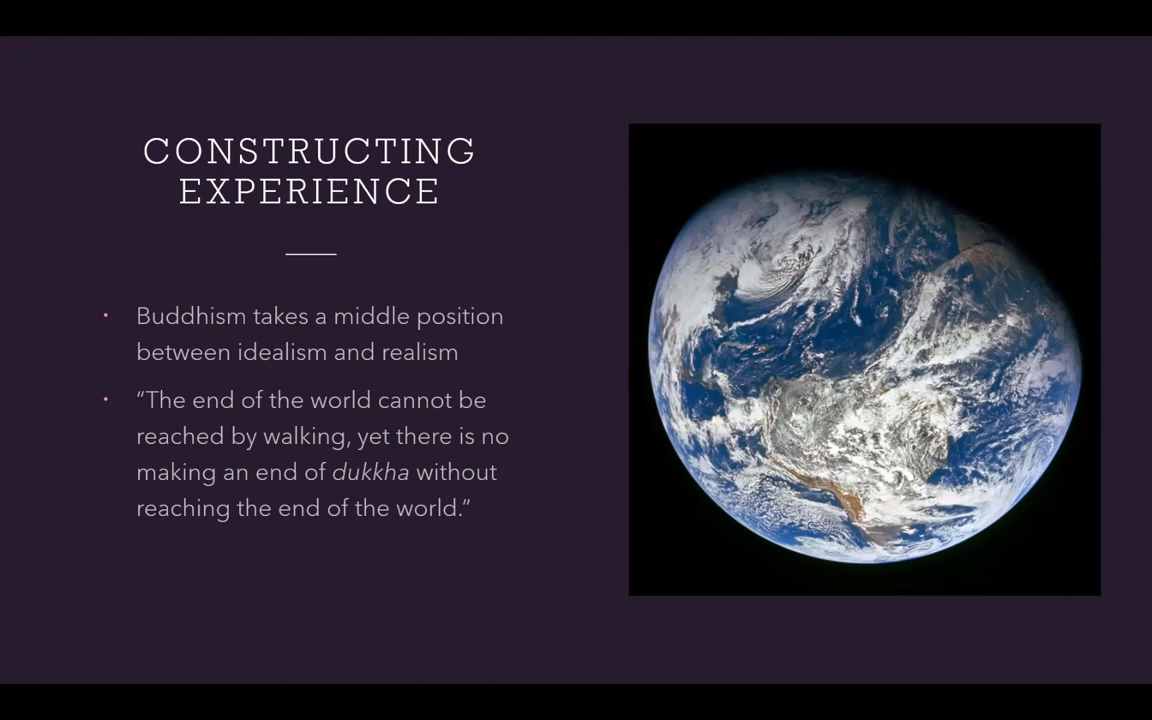 CONSTRUCTING
EXPERIENCE
• Buddhism takes a middle position
between idealism and realism
• “The end of the world cannot be
reached by walking, yet there is no
making an end of dukkha without
reaching the end of the world.”